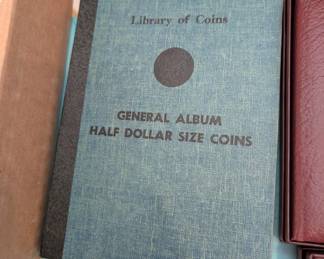 Library of Coins
GENERAL ALBUM
HALF DOLLAR SIZE COINS